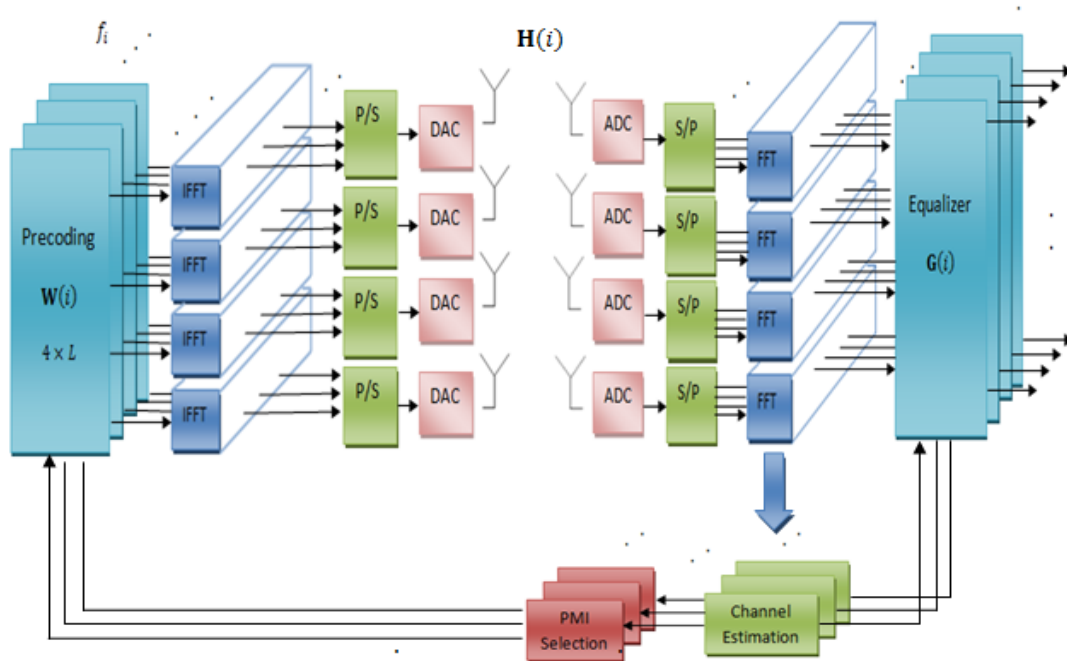 fᵢ
H(i)
P/S
DAC
ADC
S/P
FFT
IFFT
P/S
DAC
ADC
S/P
FFT
Equalizer
G(i)
Precoding
W(i)
4 × L
IFFT
P/S
DAC
ADC
S/P
FFT
IFFT
P/S
DAC
ADC
S/P
FFT
IFFT
PMI
Selection
Channel
Estimation